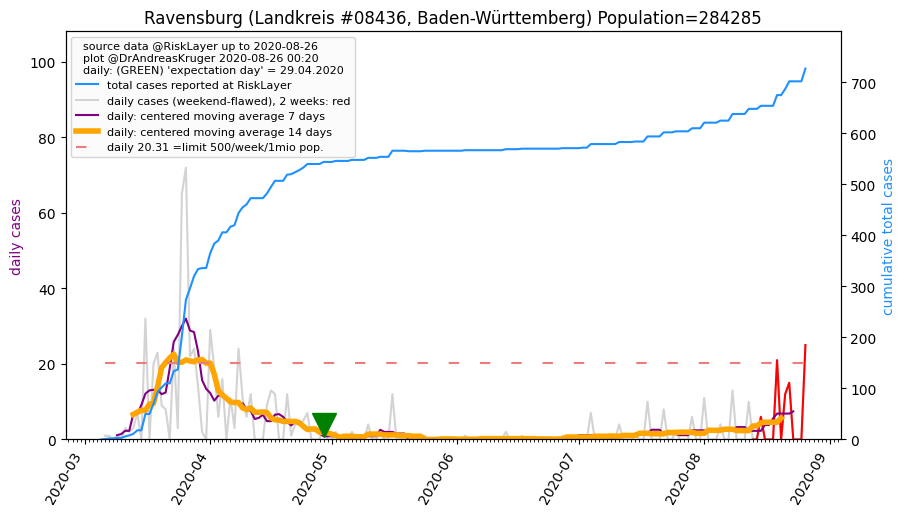 Ravensburg (Landkreis #08436, Baden-Württemberg) Population=284285
source data @RiskLayer up to 2020-08-26
plot @DrAndreasKruger 2020-08-26 00:20
daily: (GREEN) 'expectation day' = 29.04.2020
total cases reported at RiskLayer
daily cases (weekend-flawed), 2 weeks: red
daily: centered moving average 7 days
daily: centered moving average 14 days
daily 20.31 =limit 500/week/1mio pop.
daily cases
100
80
60
40
20
0
cumulative total cases
700
600
500
400
300
200
100
0
2020-03
2020-04
2020-05
2020-06
2020-07
2020-08
2020-09